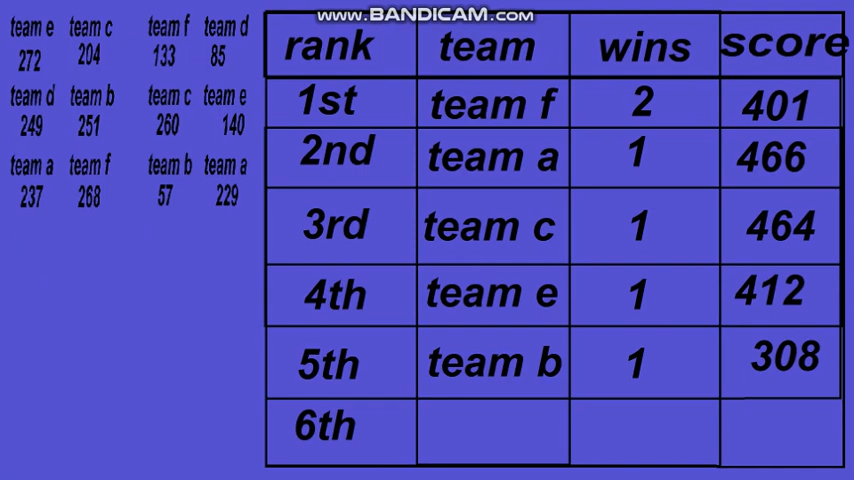 www.BANDICAM.com
team e team c team f team d
272 204 133 85
team d team b team c team e
249 251 260 140
team a team f team b team a
237 268 57 229
rank team wins score
1st team f 2 401
2nd team a 1 466
3rd team c 1 464
4th team e 1 412
5th team b 1 308
6th